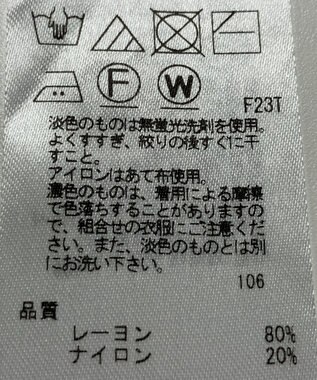 F
W
F23T
淡色のものは無蛍光洗剤を使用。
よくすすぎ、絞りの後すぐに干
すこと。
アイロンはあて布使用。
濃色のものは、着用による摩擦
で色落ちすることがありますの
で、組合せの衣服にご注意くだ
さい。また、淡色のものとは別
にお洗い下さい。
106
品質
レーヨン 80%
ナイロン 20%